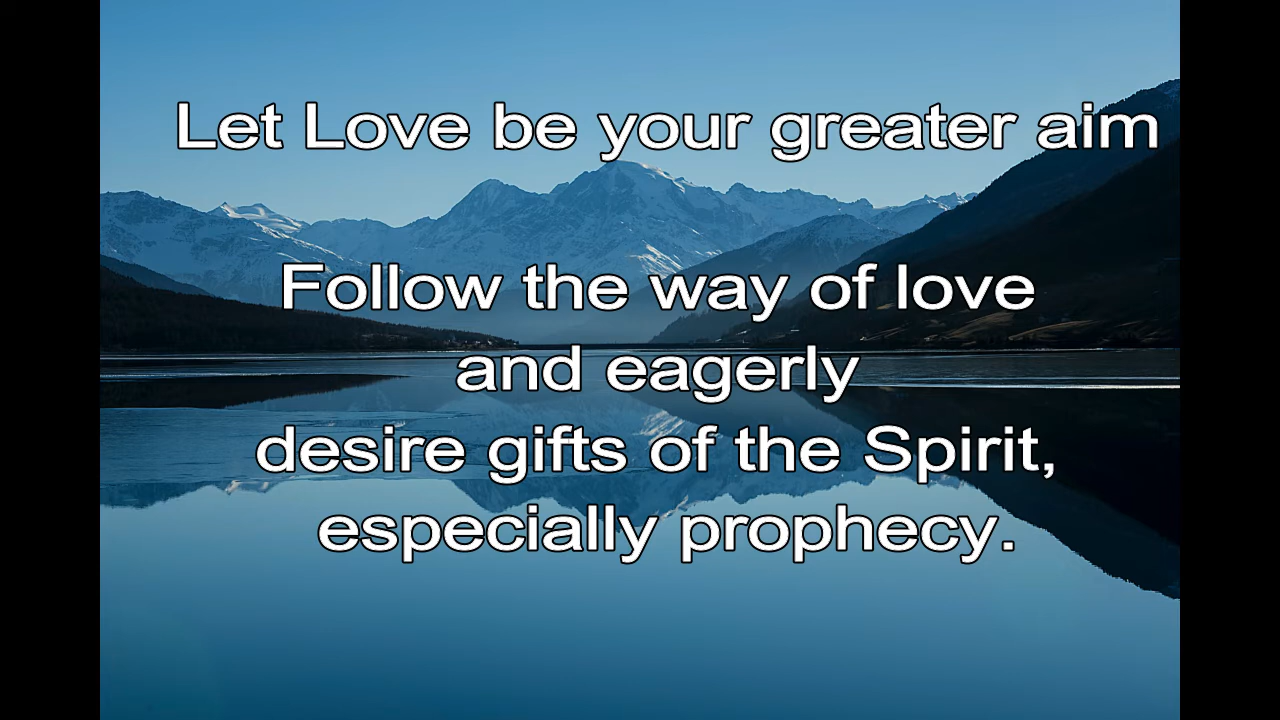 Let Love be your greater aim
Follow the way of love
and eagerly
desire gifts of the Spirit,
especially prophecy.